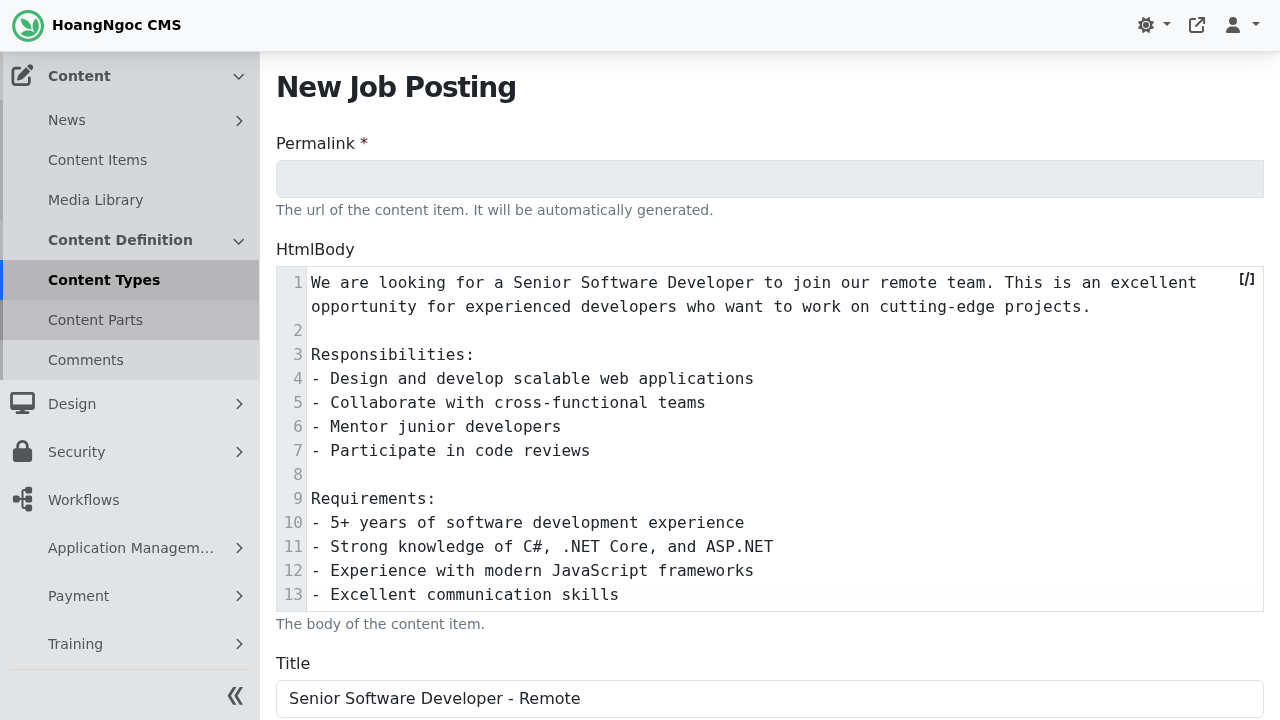 HoangNgoc CMS
Content
News
Content Items
Media Library
Content Definition
Content Types
Content Parts
Comments
Design
Security
Workflows
Application Managem...
Payment
Training
New Job Posting
Permalink *
The url of the content item. It will be automatically generated.
HtmlBody
1 We are looking for a Senior Software Developer to join our remote team. This is an excellent
opportunity for experienced developers who want to work on cutting-edge projects.
2
3 Responsibilities:
4 - Design and develop scalable web applications
5 - Collaborate with cross-functional teams
6 - Mentor junior developers
7 - Participate in code reviews
8
9 Requirements:
10 - 5+ years of software development experience
11 - Strong knowledge of C#, .NET Core, and ASP.NET
12 - Experience with modern JavaScript frameworks
13 - Excellent communication skills
[/]
The body of the content item.
Title
Senior Software Developer - Remote